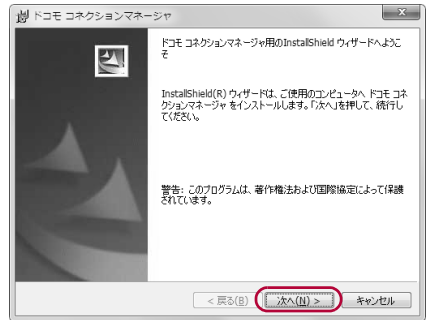 ドコモ コネクションマネージャ
ドコモ コネクションマネージャ用のInstallShield ウィザードへようこ
そ
InstallShield(R) ウィザードは、ご使用のコンピュータへ ドコモ コネ
クションマネージャ をインストールします。「次へ」を押して、続行し
てください。
警告: このプログラムは、著作権法および国際協定によって保護
されています。
< 戻る(B)
次へ(N) >
キャンセル